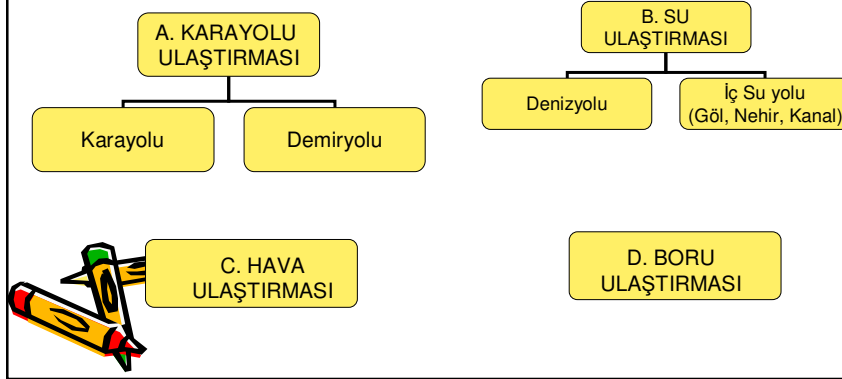 A. KARAYOLU
ULAŞTIRMASI
Karayolu
Demiryolu
B. SU
ULAŞTIRMASI
Denizyolu
İç Su yolu
(Göl, Nehir, Kanal)
C. HAVA
ULAŞTIRMASI
D. BORU
ULAŞTIRMASI